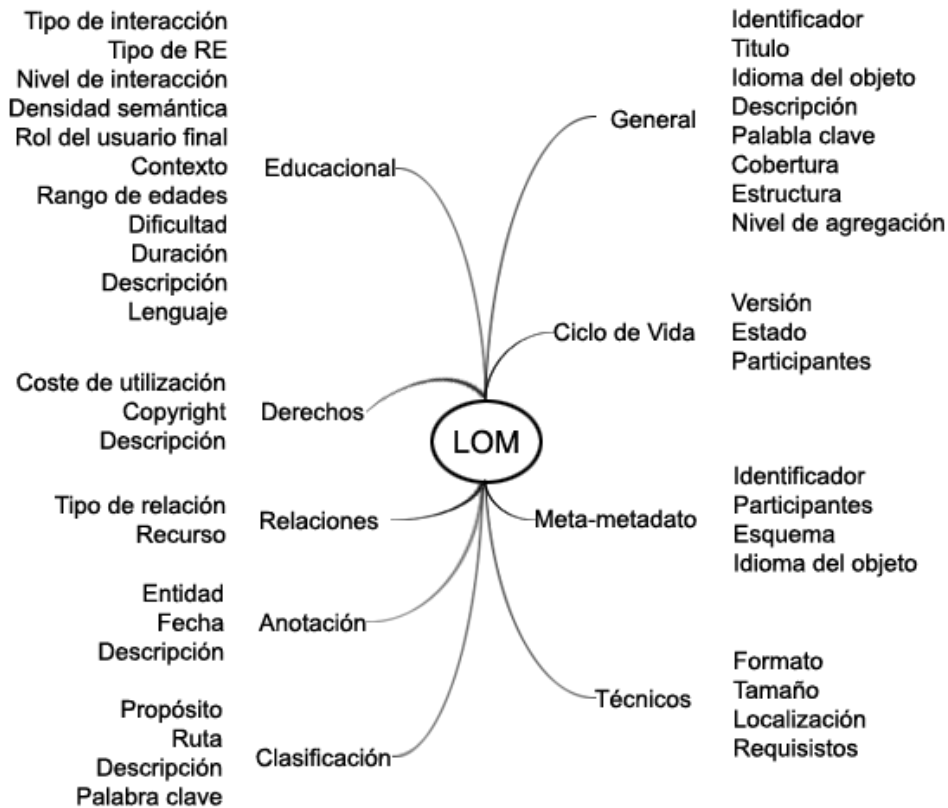 Tipo de interacción
Tipo de RE
Nivel de interacción
Densidad semántica
Rol del usuario final
Contexto
Rango de edades
Dificultad
Duración
Descripción
Lenguaje
Educacional
Coste de utilización
Copyright
Descripción
Derechos
Tipo de relación
Recurso
Relaciones
Entidad
Fecha
Descripción
Anotación
Propósito
Ruta
Descripción
Palabra clave
Clasificación
LOM
General
Identificador
Titulo
Idioma del objeto
Descripción
Palabla clave
Cobertura
Estructura
Nivel de agregación
Ciclo de Vida
Versión
Estado
Participantes
Meta-metadato
Identificador
Participantes
Esquema
Idioma del objeto
Técnicos
Formato
Tamaño
Localización
Requisistos